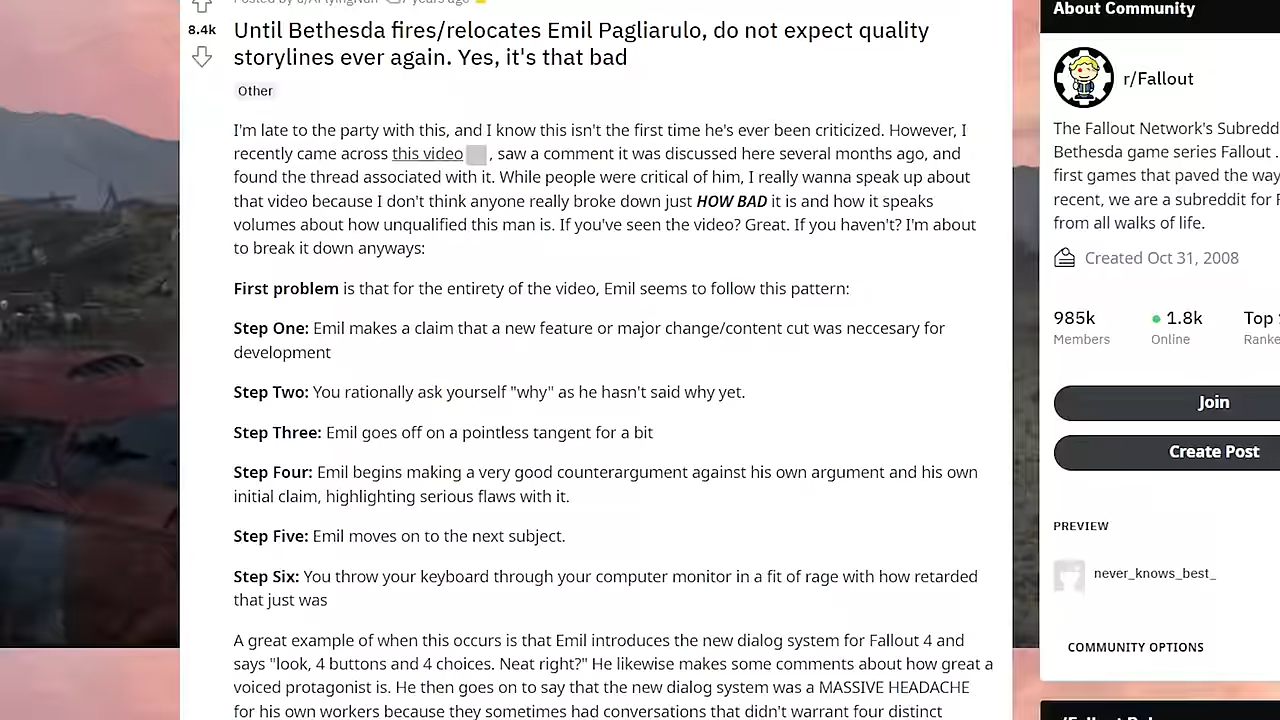 8.4k
Until Bethesda fires/relocates Emil Pagliarulo, do not expect quality
storylines ever again. Yes, it's that bad
Other
I'm late to the party with this, and I know this isn't the first time he's ever been criticized. However, I
recently came across this video , saw a comment it was discussed here several months ago, and
found the thread associated with it. While people were critical of him, I really wanna speak up about
that video because I don't think anyone really broke down just HOW BAD it is and how it speaks
volumes about how unqualified this man is. If you've seen the video? Great. If you haven't? I'm about
to break it down anyways:
First problem is that for the entirety of the video, Emil seems to follow this pattern:
Step One: Emil makes a claim that a new feature or major change/content cut was neccesary for
development
Step Two: You rationally ask yourself "why" as he hasn't said why yet.
Step Three: Emil goes off on a pointless tangent for a bit
Step Four: Emil begins making a very good counterargument against his own argument and his own
initial claim, highlighting serious flaws with it.
Step Five: Emil moves on to the next subject.
Step Six: You throw your keyboard through your computer monitor in a fit of rage with how retarded
that just was
A great example of when this occurs is that Emil introduces the new dialog system for Fallout 4 and
says "look, 4 buttons and 4 choices. Neat right?" He likewise makes some comments about how great a
voiced protagonist is. He then goes on to say that the new dialog system was a MASSIVE HEADACHE
for his own workers because they sometimes had conversations that didn't warrant four distinct
About Community
r/Fallout
The Fallout Network's Subredd
Bethesda game series Fallout .
first games that paved the way
recent, we are a subreddit for F
from all walks of life.
Created Oct 31, 2008
985k 1.8k Top
Members Online Ranke
Join
Create Post
PREVIEW
never_knows_best_
COMMUNITY OPTIONS